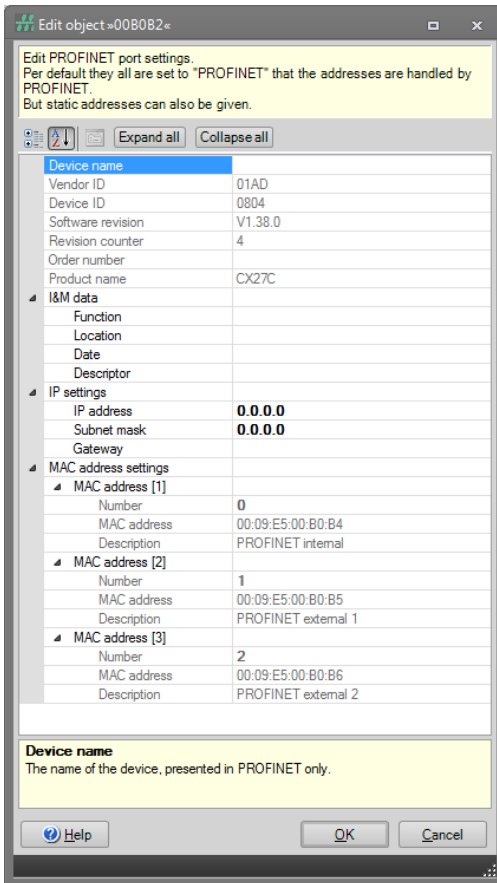 Edit object »00B0B2«
Edit PROFINET port settings.
Per default they all are set to "PROFINET" that the addresses are handled by
PROFINET.
But static addresses can also be given.
Expand all Collapse all
Device name
Vendor ID 01AD
Device ID 0804
Software revision V1.38.0
Revision counter 4
Order number
Product name CX27C
I&M data
Function
Location
Date
Descriptor
IP settings
IP address 0.0.0.0
Subnet mask 0.0.0.0
Gateway
MAC address settings
MAC address [1]
Number 0
MAC address 00:09:E5:00:B0:B4
Description PROFINET internal
MAC address [2]
Number 1
MAC address 00:09:E5:00:B0:B5
Description PROFINET external 1
MAC address [3]
Number 2
MAC address 00:09:E5:00:B0:B6
Description PROFINET external 2
Device name
The name of the device, presented in PROFINET only.
Help OK Cancel